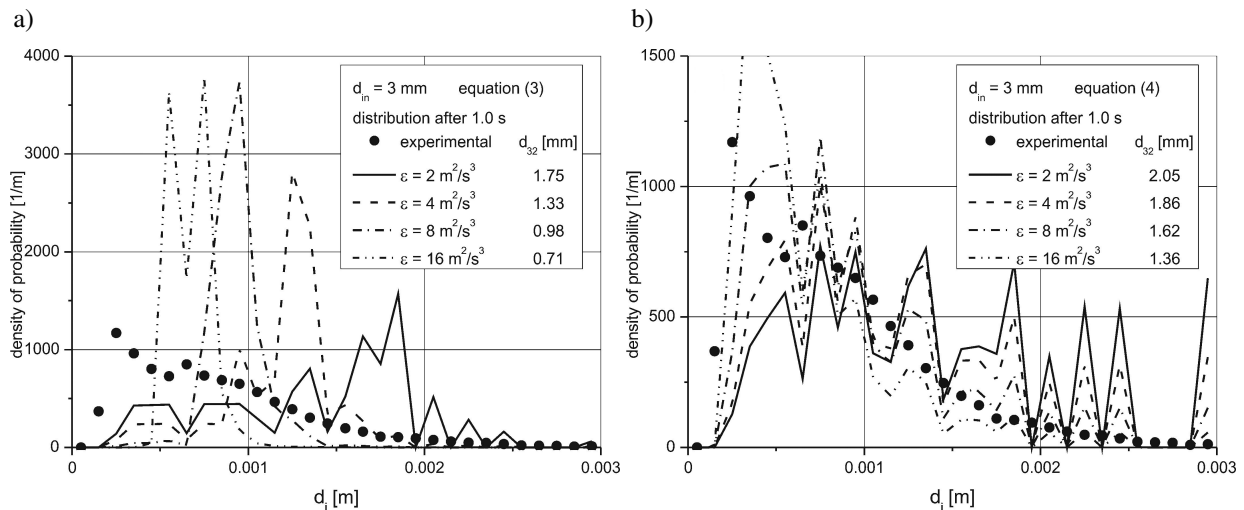 a)
4000
3000
2000
1000
0
density of probability [1/m]
0
0.001
0.002
0.003
d_i [m]
d_in = 3 mm equation (3)
distribution after 1.0 s
experimental d_32 [mm]
ε = 2 m²/s³ 1.75
ε = 4 m²/s³ 1.33
ε = 8 m²/s³ 0.98
ε = 16 m²/s³ 0.71
b)
1500
1000
500
0
density of probability [1/m]
0
0.001
0.002
0.003
d_i [m]
d_in = 3 mm equation (4)
distribution after 1.0 s
experimental d_32 [mm]
ε = 2 m²/s³ 2.05
ε = 4 m²/s³ 1.86
ε = 8 m²/s³ 1.62
ε = 16 m²/s³ 1.36